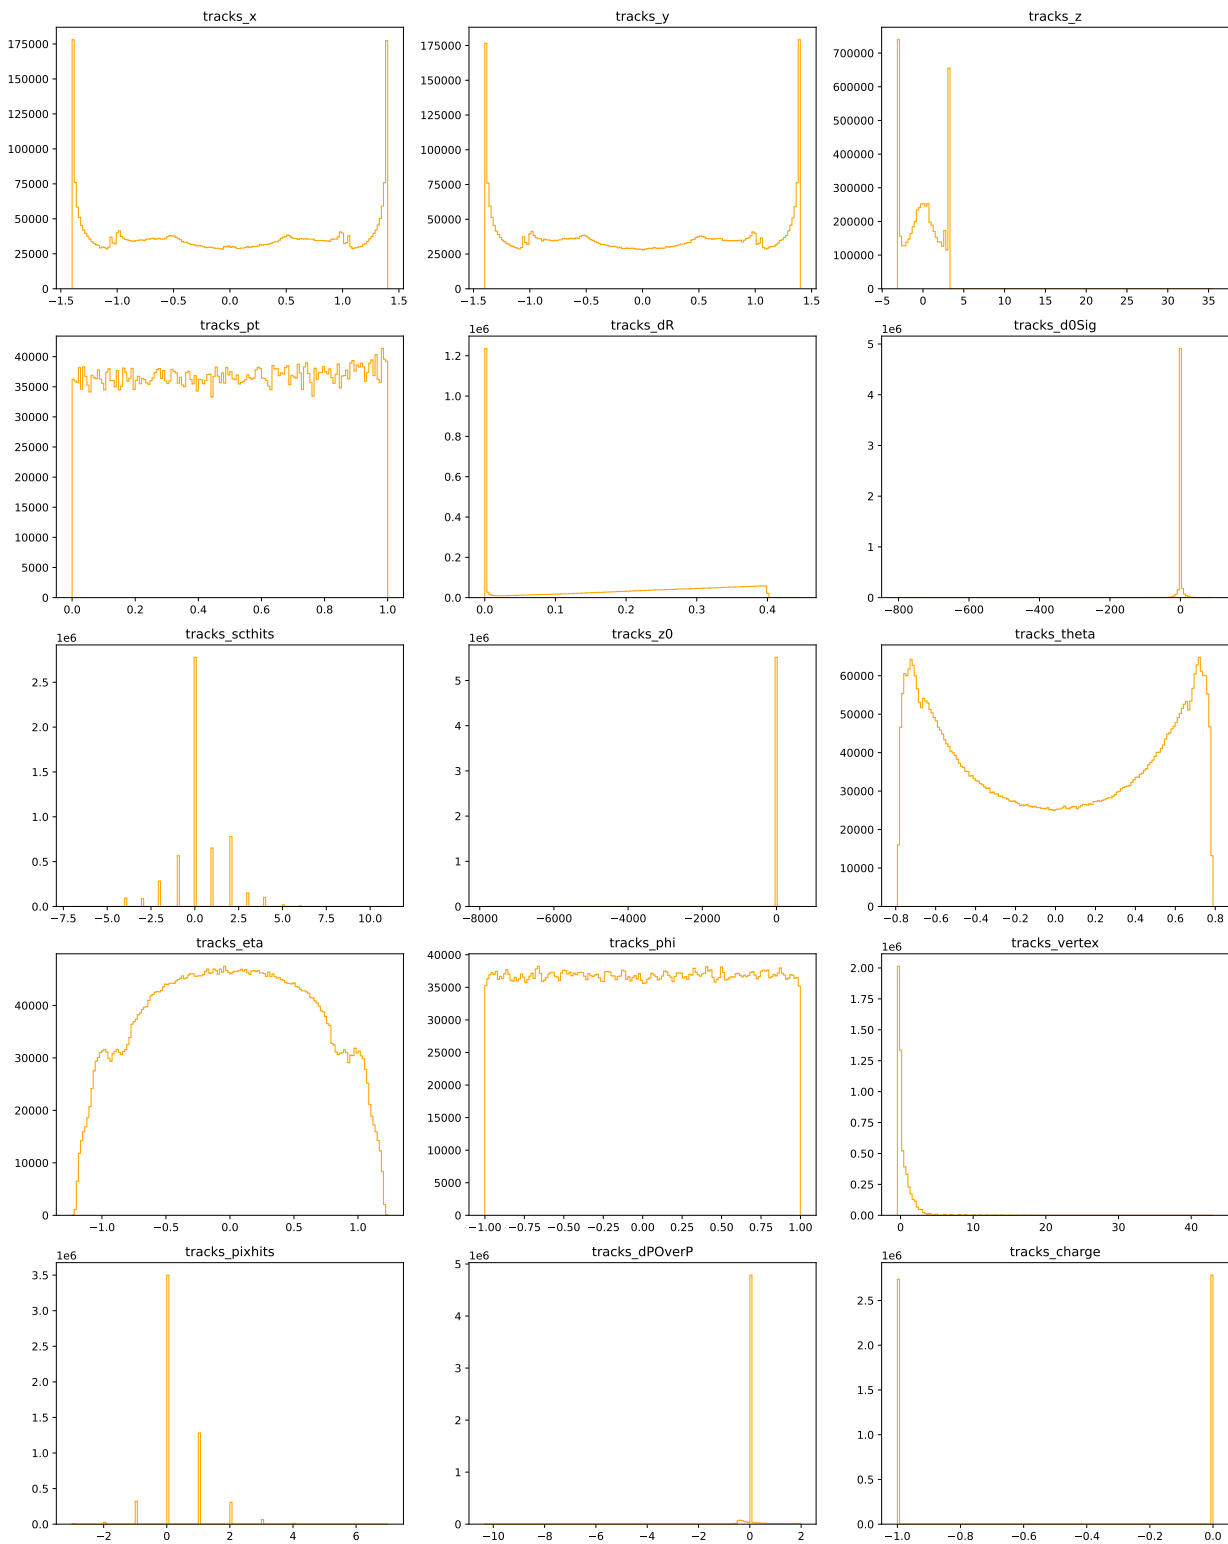 tracks_x
175000
150000
125000
100000
75000
50000
25000
0
−1.5 −1.0 −0.5 0.0 0.5 1.0 1.5
tracks_y
175000
150000
125000
100000
75000
50000
25000
0
−1.5 −1.0 −0.5 0.0 0.5 1.0 1.5
tracks_z
700000
600000
500000
400000
300000
200000
100000
0
−5 0 5 10 15 20 25 30 35
tracks_pt
40000
35000
30000
25000
20000
15000
10000
5000
0
0.0 0.2 0.4 0.6 0.8 1.0
tracks_dR
1e6
1.2
1.0
0.8
0.6
0.4
0.2
0.0
0.0 0.1 0.2 0.3 0.4
tracks_d0Sig
1e6
5
4
3
2
1
0
−800 −600 −400 −200 0
tracks_scthits
1e6
2.5
2.0
1.5
1.0
0.5
0.0
−7.5 −5.0 −2.5 0.0 2.5 5.0 7.5 10.0
tracks_z0
1e6
5
4
3
2
1
0
−8000 −6000 −4000 −2000 0
tracks_theta
60000
50000
40000
30000
20000
10000
0
−0.8 −0.6 −0.4 −0.2 0.0 0.2 0.4 0.6 0.8
tracks_eta
40000
30000
20000
10000
0
−1.0 −0.5 0.0 0.5 1.0
tracks_phi
40000
35000
30000
25000
20000
15000
10000
5000
0
−1.00 −0.75 −0.50 −0.25 0.00 0.25 0.50 0.75 1.00
tracks_vertex
1e6
2.00
1.75
1.50
1.25
1.00
0.75
0.50
0.25
0.00
0 10 20 30 40
tracks_pixhits
1e6
3.5
3.0
2.5
2.0
1.5
1.0
0.5
0.0
−2 0 2 4 6
tracks_dPOverP
1e6
5
4
3
2
1
0
−10 −8 −6 −4 −2 0 2
tracks_charge
1e6
2.5
2.0
1.5
1.0
0.5
0.0
−1.0 −0.8 −0.6 −0.4 −0.2 0.0